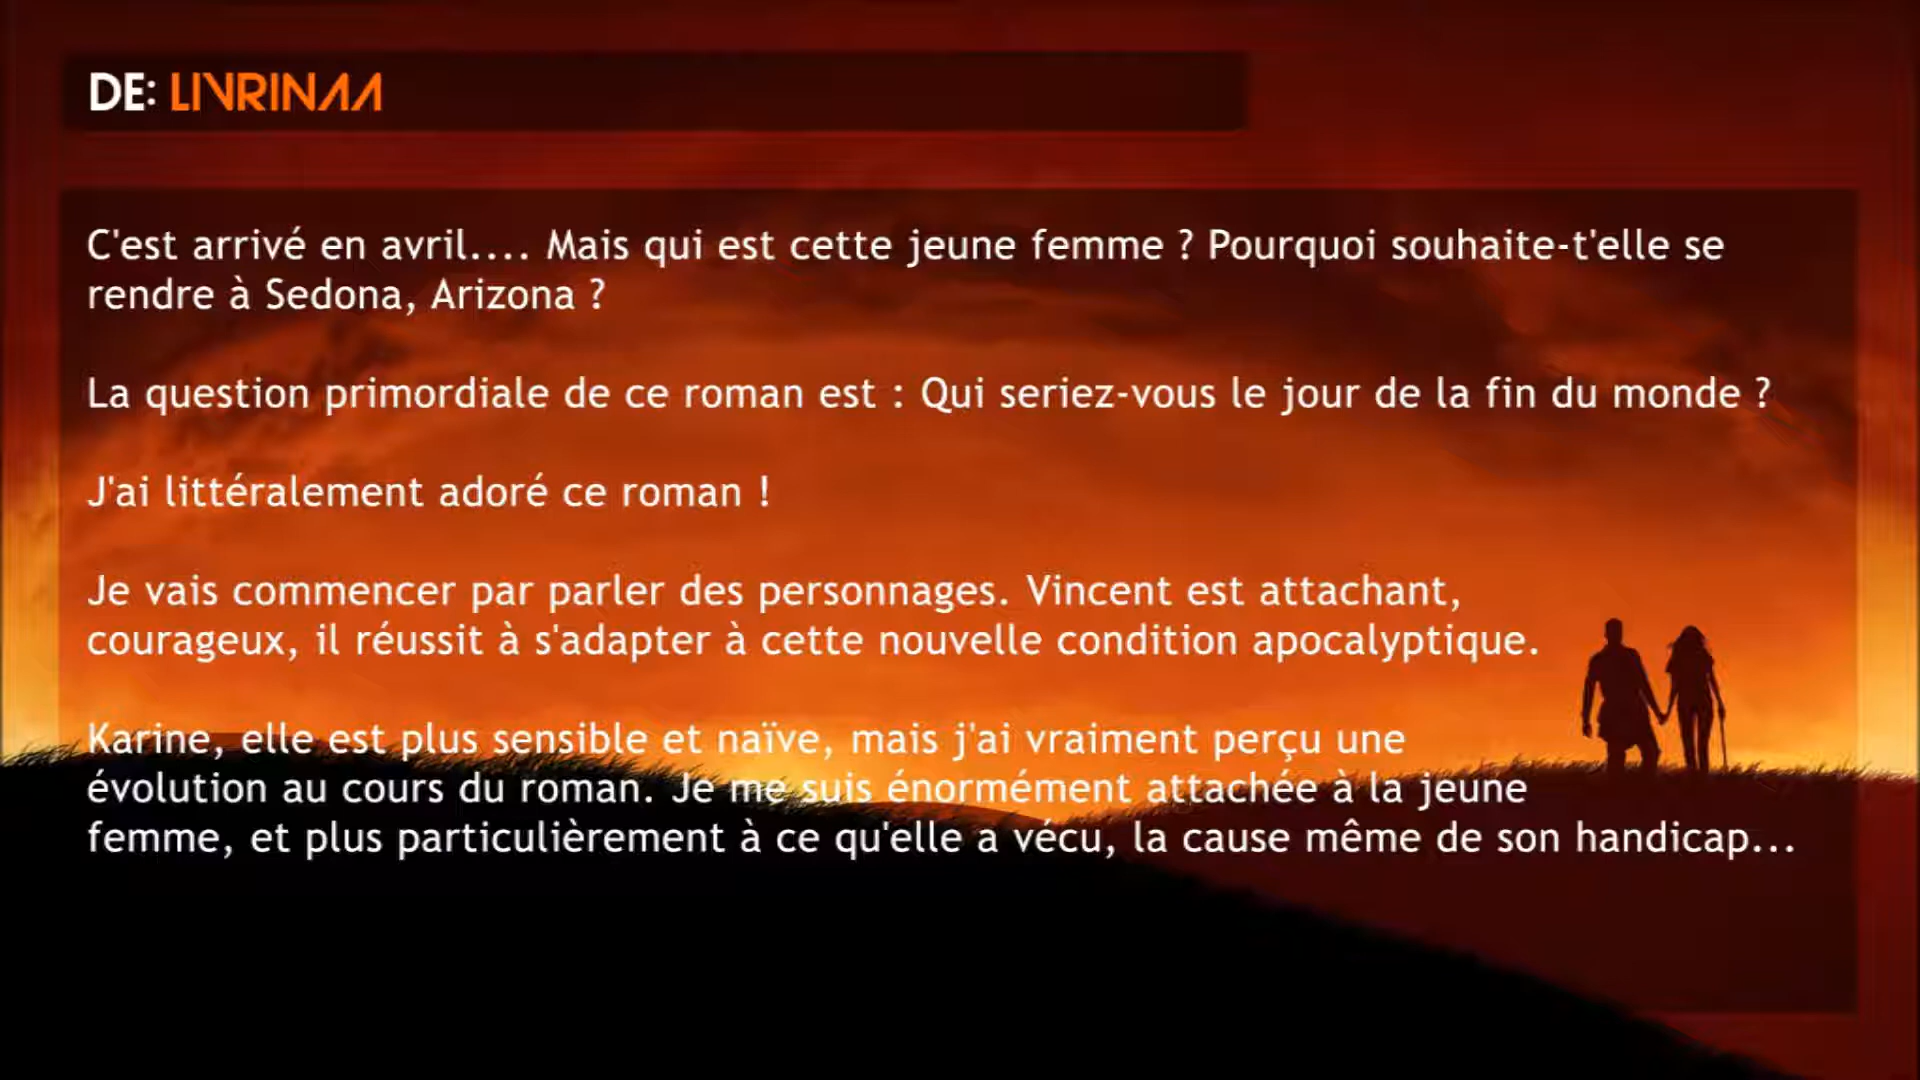 DE: LIVRINAA
C'est arrivé en avril.... Mais qui est cette jeune femme ? Pourquoi souhaite-t'elle se
rendre à Sedona, Arizona ?
La question primordiale de ce roman est : Qui seriez-vous le jour de la fin du monde ?
J'ai littéralement adoré ce roman !
Je vais commencer par parler des personnages. Vincent est attachant,
courageux, il réussit à s'adapter à cette nouvelle condition apocalyptique.
Karine, elle est plus sensible et naïve, mais j'ai vraiment perçu une
évolution au cours du roman. Je me suis énormément attachée à la jeune
femme, et plus particulièrement à ce qu'elle a vécu, la cause même de son handicap...